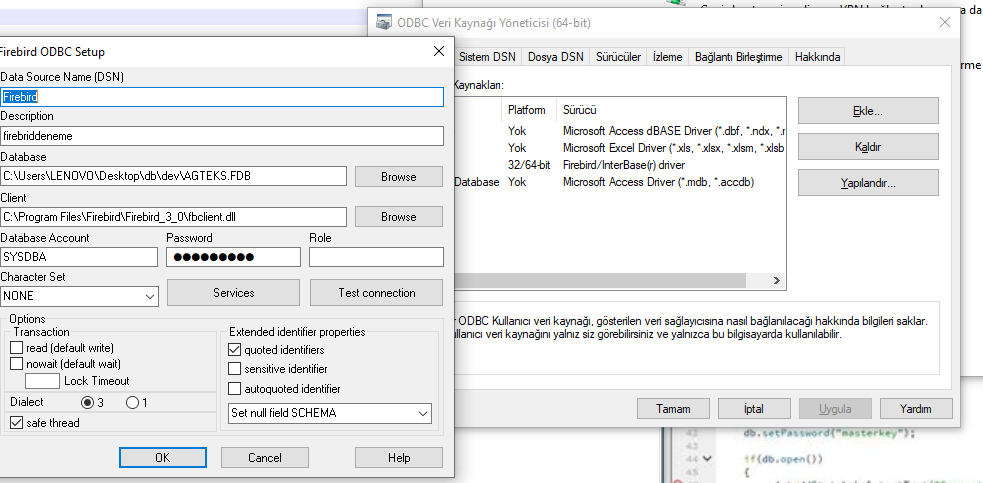 ODBC Veri Kaynağı Yöneticisi (64-bit)
Sistem DSN
Dosya DSN
Sürücüler
İzleme
Bağlantı Birleştirme
Hakkında
Kaynakları:
Platform
Sürücü
Yok
Microsoft Access dBASE Driver (*.dbf, *.ndx, *.r
Yok
Microsoft Excel Driver (*.xls, *.xlsx, *.xlsm, *.xlsb
32/64-bit
Firebird/InterBase(r) driver
Database
Yok
Microsoft Access Driver (*.mdb, *.accdb)
Ekle...
Kaldır
Yapılandır...
ODBC Kullanıcı veri kaynağı, gösterilen veri sağlayıcısına nasıl bağlanılacağı hakkında bilgileri saklar.
ullanıcı veri kaynağını yalnız siz görebilirsiniz ve yalnızca bu bilgisayarda kullanılabilir.
Tamam
İptal
Uygula
Yardım
Firebird ODBC Setup
Data Source Name (DSN)
Firebird
Description
firebriddeneme
Database
C:\Users\LENOVO\Desktop\db\dev\AGTEKS.FDB
Browse
Client
C:\Program Files\Firebird\Firebird_3_0\fbclient.dll
Browse
Database Account
Password
Role
SYSDBA
●●●●●●●●●
Character Set
NONE
Services
Test connection
Options
Transaction
read (default write)
nowait (default wait)
Lock Timeout
Dialect
3
1
safe thread
Extended identifier properties
quoted identifiers
sensitive identifier
autoquoted identifier
Set null field SCHEMA
OK
Cancel
Help
42
db.setPassword("masterkey");
44
if(db.open())
45
{